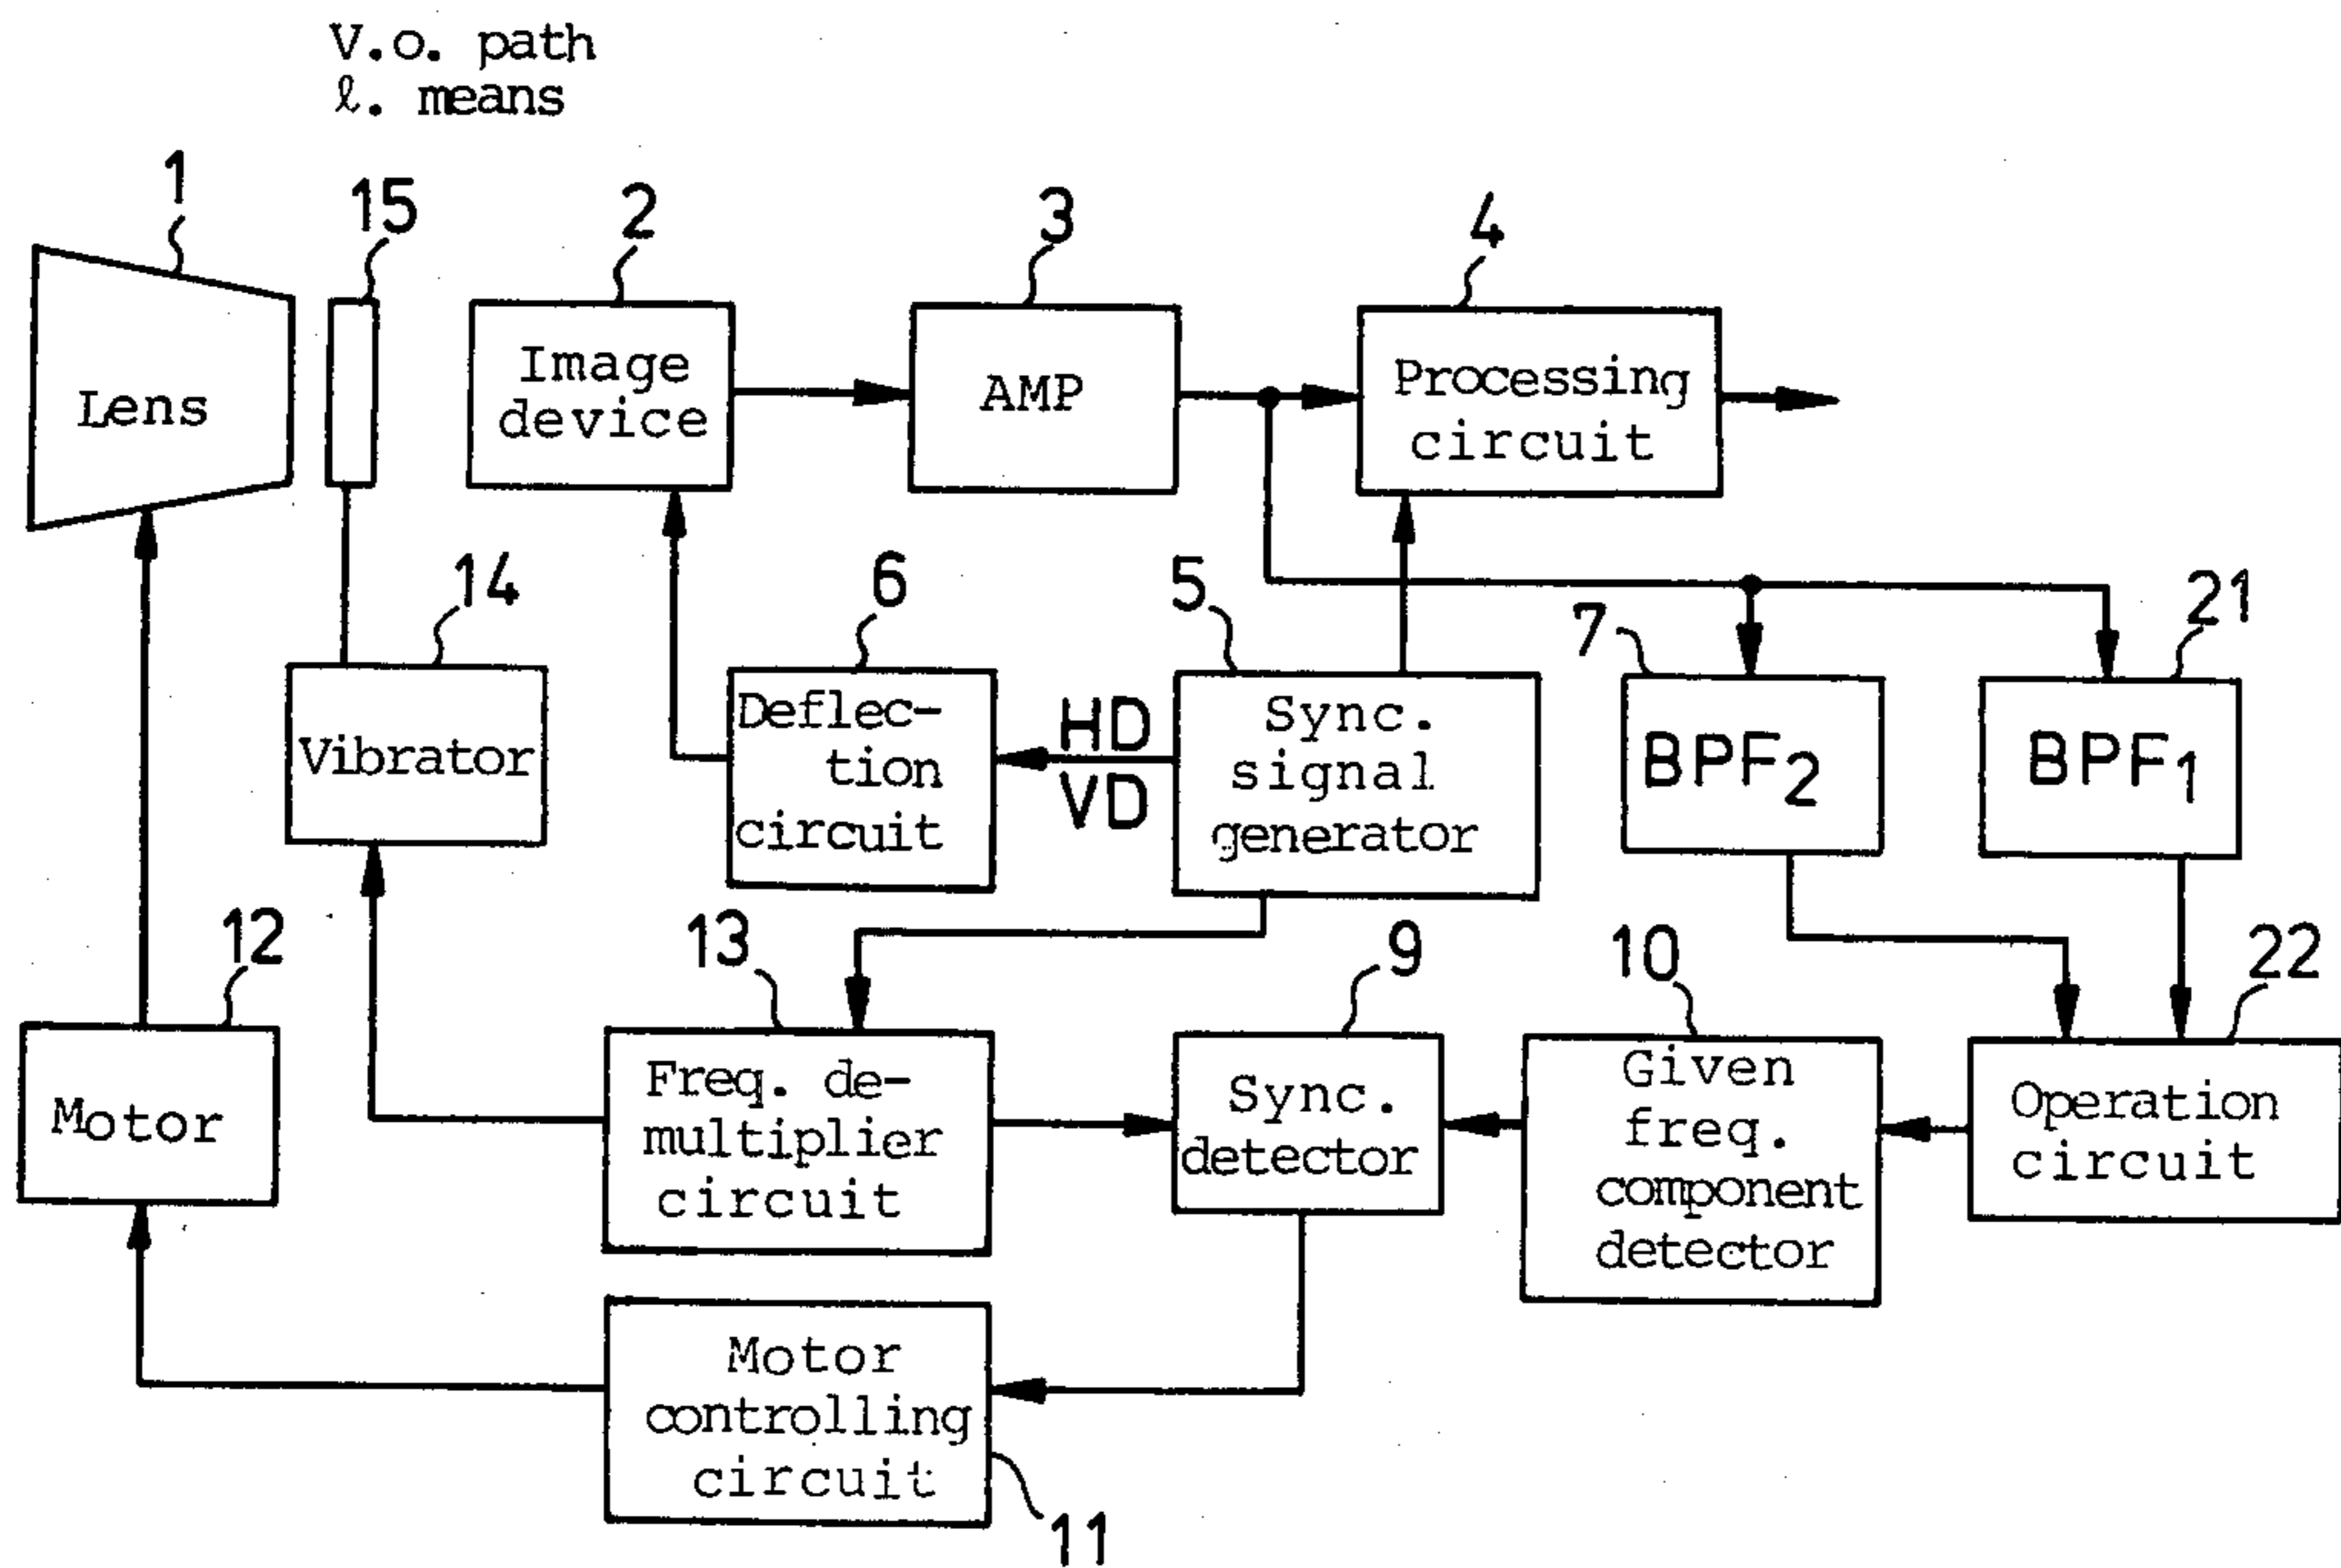 V.o. path
ℓ. means
1
15
2
3
4
Lens
Image
device
AMP
Processing
circuit
14
6
5
7
21
Vibrator
Deflec-
tion
circuit
HD
VD
Sync.
signal
generator
BPF2
BPF1
12
13
9
10
22
Motor
Freq. de-
multiplier
circuit
Sync.
detector
Given
freq.
component
detector
Operation
circuit
Motor
controlling
circuit
11